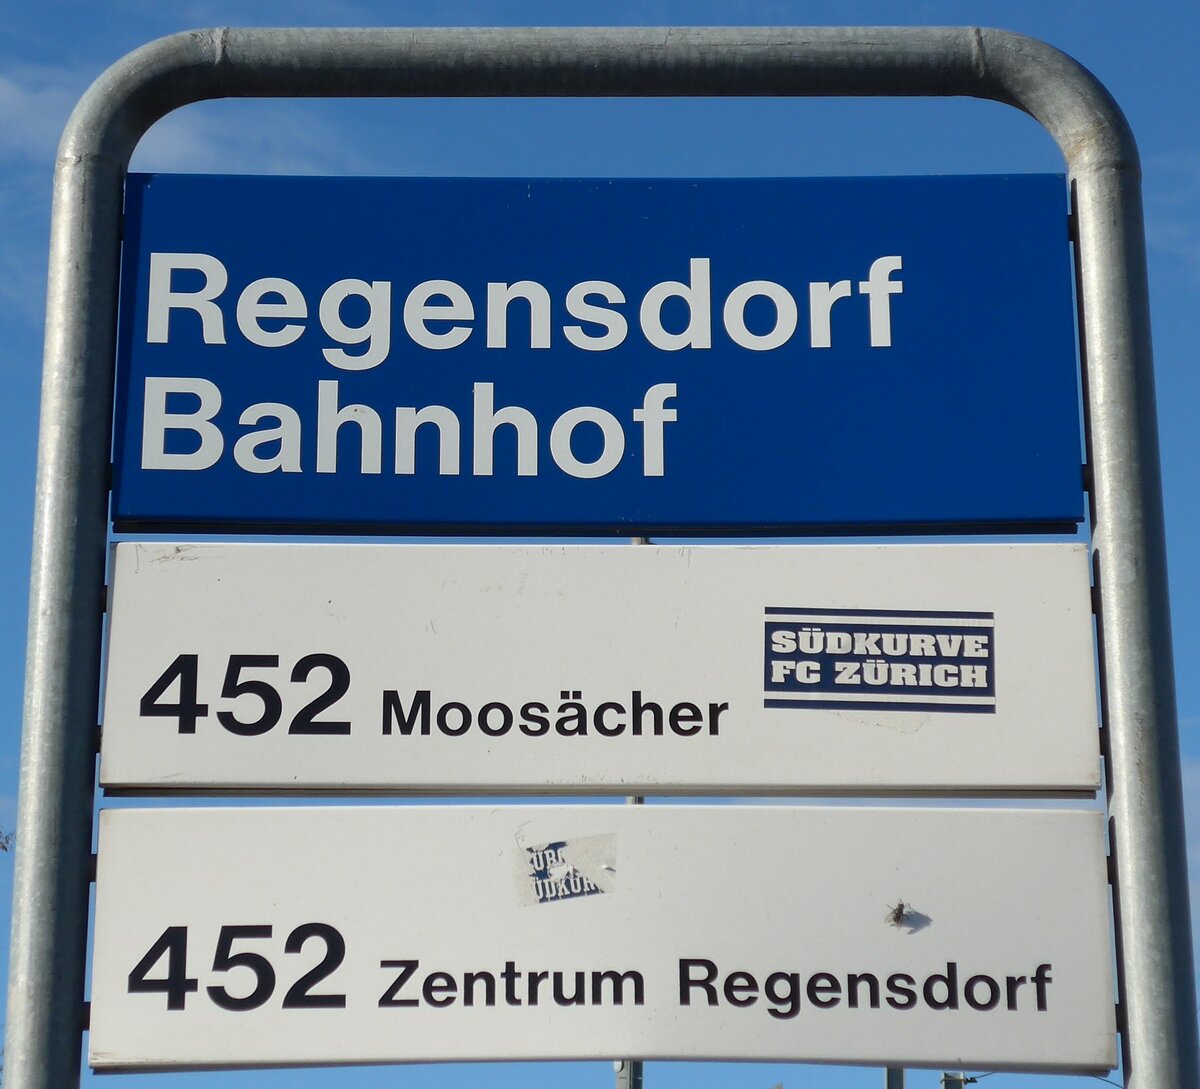 Regensdorf
Bahnhof
452 Moosächer
SÜDKURVE
FC ZÜRICH
452 Zentrum Regensdorf